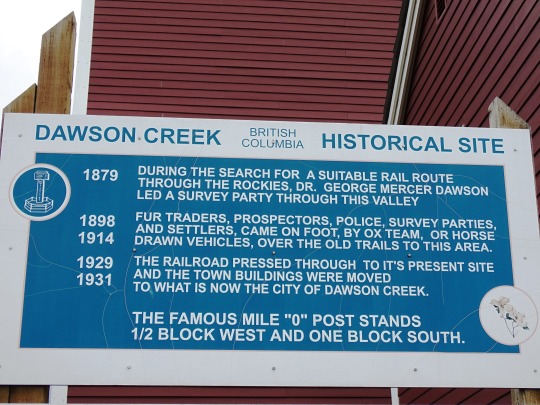 DAWSON CREEK BRITISH COLUMBIA HISTORICAL SITE
1879 DURING THE SEARCH FOR A SUITABLE RAIL ROUTE
THROUGH THE ROCKIES, DR. GEORGE MERCER DAWSON
LED A SURVEY PARTY THROUGH THIS VALLEY
1898 FUR TRADERS, PROSPECTORS, POLICE, SURVEY PARTIES,
AND SETTLERS, CAME ON FOOT, BY OX TEAM, OR HORSE
1914 DRAWN VEHICLES, OVER THE OLD TRAILS TO THIS AREA.
1929 THE RAILROAD PRESSED THROUGH TO IT'S PRESENT SITE
1931 AND THE TOWN BUILDINGS WERE MOVED
TO WHAT IS NOW THE CITY OF DAWSON CREEK.
THE FAMOUS MILE "0" POST STANDS
1/2 BLOCK WEST AND ONE BLOCK SOUTH.